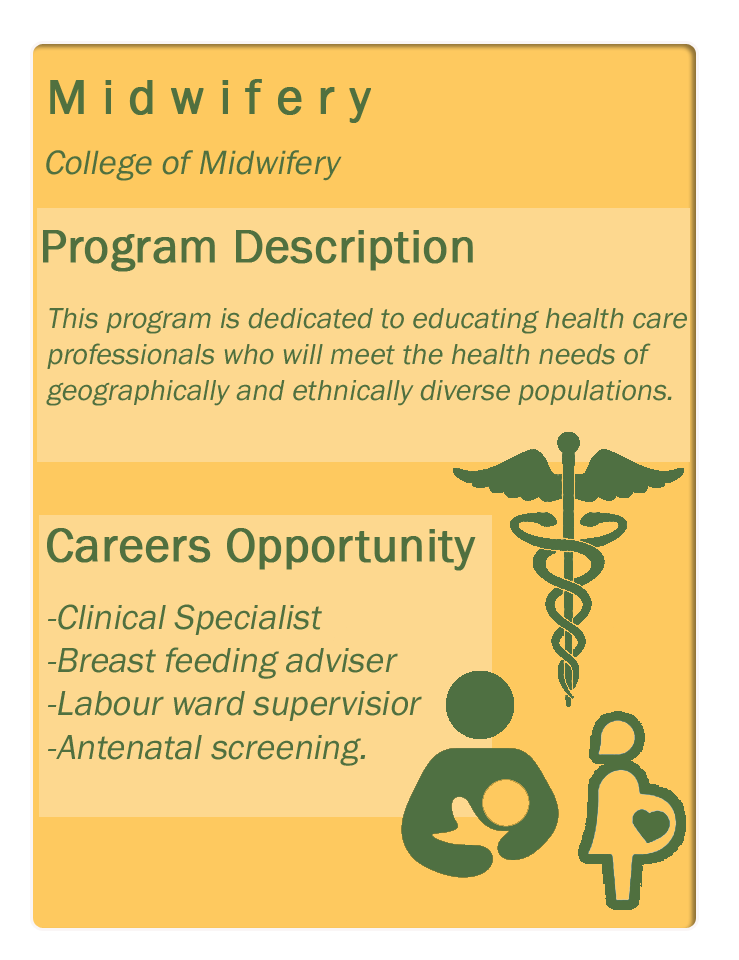 Midwifery
College of Midwifery
Program Description
This program is dedicated to educating health care
professionals who will meet the health needs of
geographically and ethnically diverse populations.
Careers Opportunity
-Clinical Specialist
-Breast feeding adviser
-Labour ward supervisior
-Antenatal screening.